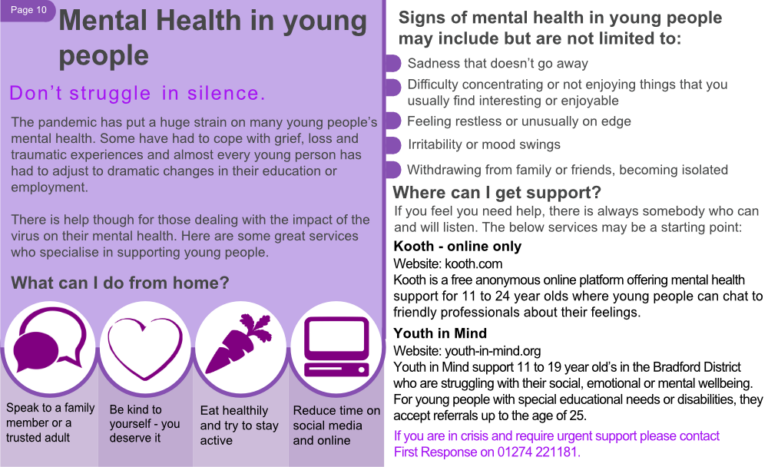 Page 10
Mental Health in young
people
Don't struggle in silence.
The pandemic has put a huge strain on many young people's
mental health. Some have had to cope with grief, loss and
traumatic experiences and almost every young person has
had to adjust to dramatic changes in their education or
employment.
There is help though for those dealing with the impact of the
virus on their mental health. Here are some great services
who specialise in supporting young people.
What can I do from home?
Speak to a family
member or a
trusted adult
Be kind to
yourself - you
deserve it
Eat healthily
and try to stay
active
Reduce time on
social media
and online
Signs of mental health in young people
may include but are not limited to:
Sadness that doesn't go away
Difficulty concentrating or not enjoying things that you
usually find interesting or enjoyable
Feeling restless or unusually on edge
Irritability or mood swings
Withdrawing from family or friends, becoming isolated
Where can I get support?
If you feel you need help, there is always somebody who can
and will listen. The below services may be a starting point:
Kooth - online only
Website: kooth.com
Kooth is a free anonymous online platform offering mental health
support for 11 to 24 year olds where young people can chat to
friendly professionals about their feelings.
Youth in Mind
Website: youth-in-mind.org
Youth in Mind support 11 to 19 year old's in the Bradford District
who are struggling with their social, emotional or mental wellbeing.
For young people with special educational needs or disabilities, they
accept referrals up to the age of 25.
If you are in crisis and require urgent support please contact
First Response on 01274 221181.